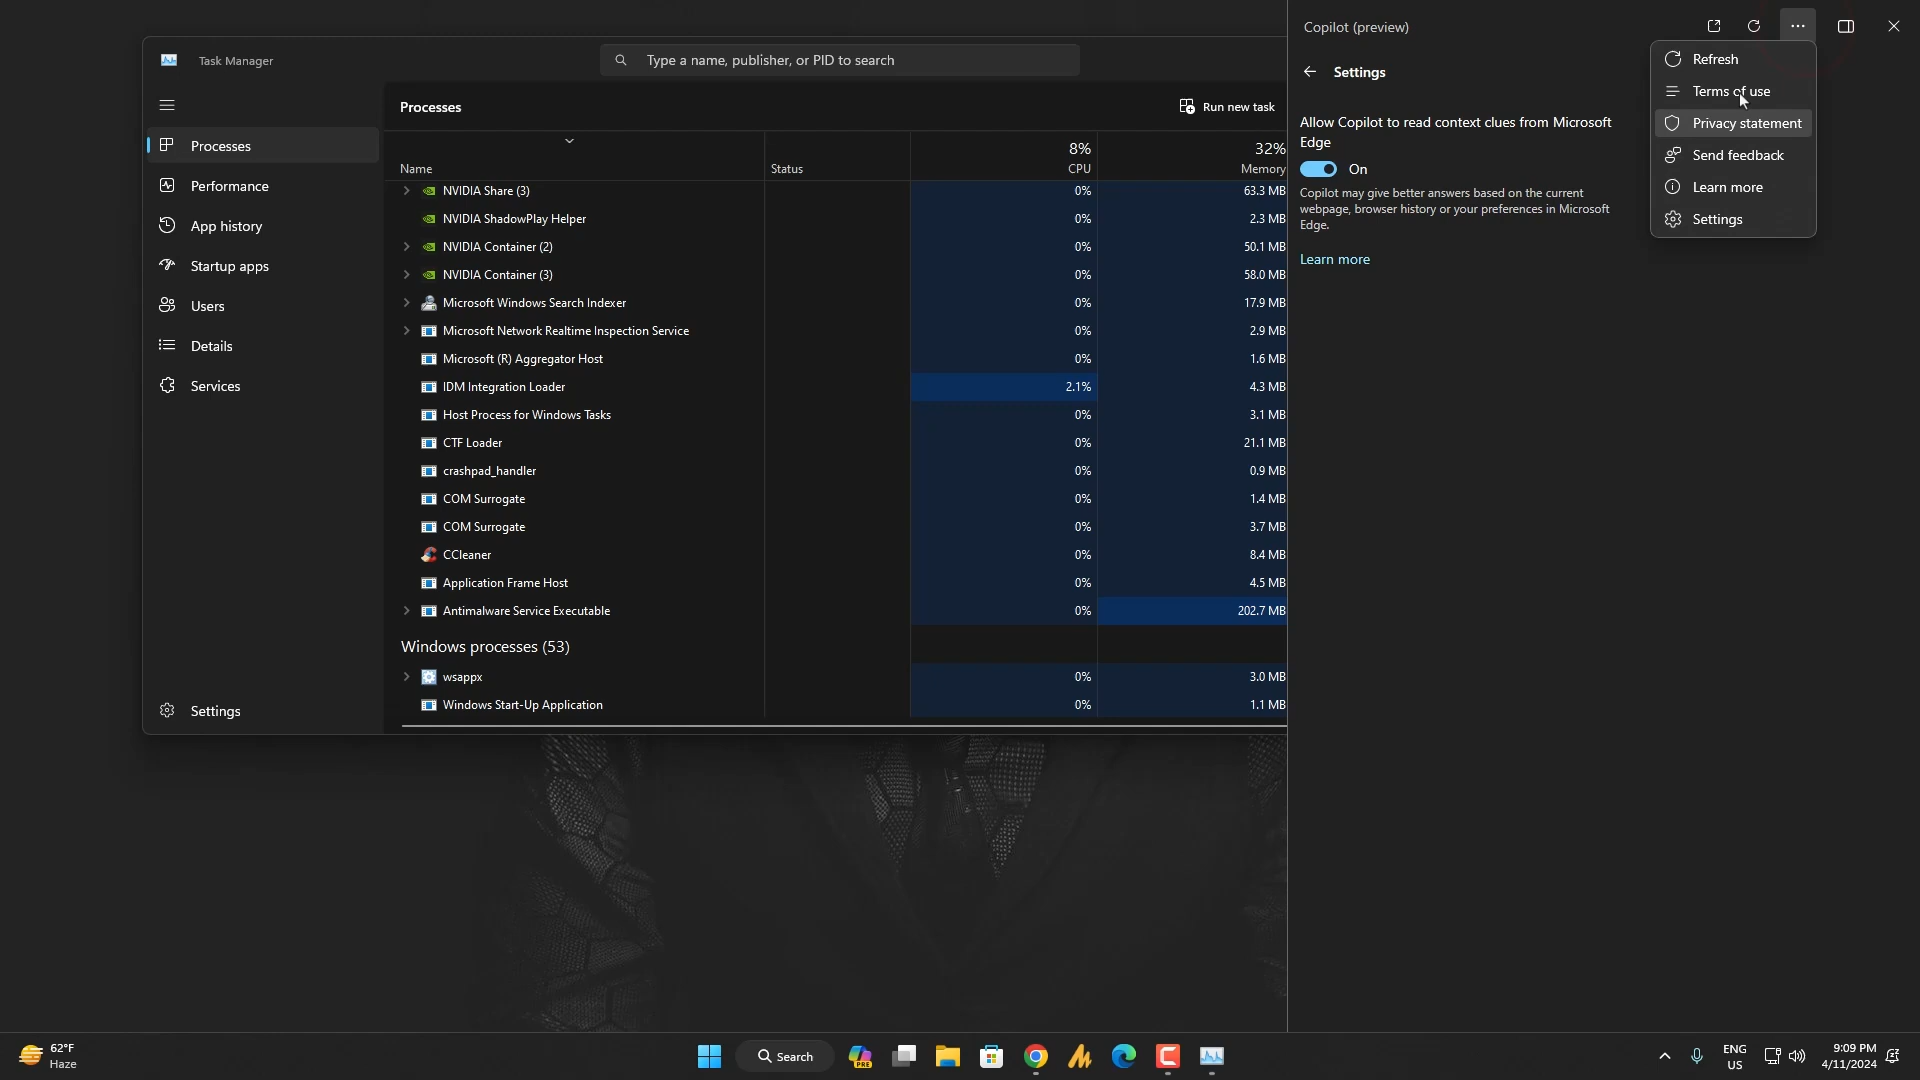 Task Manager
Type a name, publisher, or PID to search
Processes
Performance
App history
Startup apps
Users
Details
Services
Settings
Processes
Run new task
8%
32%
Name
Status
CPU
Memory
NVIDIA Share (3) 0% 63.3 MB
NVIDIA ShadowPlay Helper 0% 2.3 MB
NVIDIA Container (2) 0% 50.1 MB
NVIDIA Container (3) 0% 58.0 MB
Microsoft Windows Search Indexer 0% 17.9 MB
Microsoft Network Realtime Inspection Service 0% 2.9 MB
Microsoft (R) Aggregator Host 0% 1.6 MB
IDM Integration Loader 2.1% 4.3 MB
Host Process for Windows Tasks 0% 3.1 MB
CTF Loader 0% 21.1 MB
crashpad_handler 0% 0.9 MB
COM Surrogate 0% 1.4 MB
COM Surrogate 0% 3.7 MB
CCleaner 0% 8.4 MB
Application Frame Host 0% 4.5 MB
Antimalware Service Executable 0% 202.7 MB
Windows processes (53)
wsappx 0% 3.0 MB
Windows Start-Up Application 0% 1.1 MB
Copilot (preview)
Settings
Allow Copilot to read context clues from Microsoft
Edge
On
Copilot may give better answers based on the current
webpage, browser history or your preferences in Microsoft
Edge.
Learn more
Refresh
Terms of use
Privacy statement
Send feedback
Learn more
Settings
62°F
Haze
Search
PRE
ENG
US
9:09 PM
4/11/2024